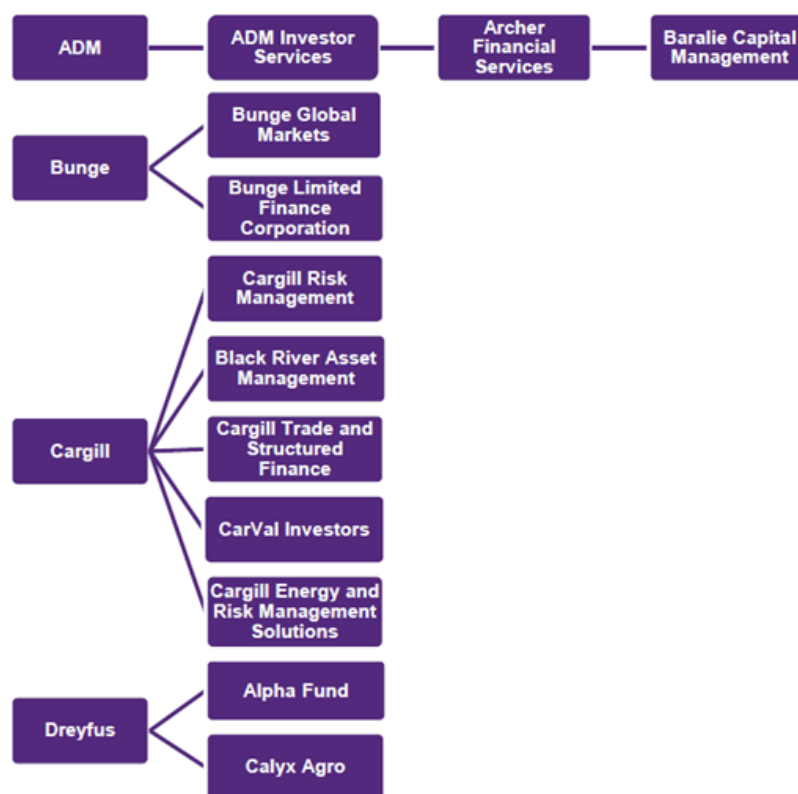 ADM
ADM Investor
Services
Archer
Financial
Services
Baralie Capital
Management
Bunge
Bunge Global
Markets
Bunge Limited
Finance
Corporation
Cargill
Cargill Risk
Management
Black River Asset
Management
Cargill Trade and
Structured
Finance
CarVal Investors
Cargill Energy and
Risk Management
Solutions
Dreyfus
Alpha Fund
Calyx Agro